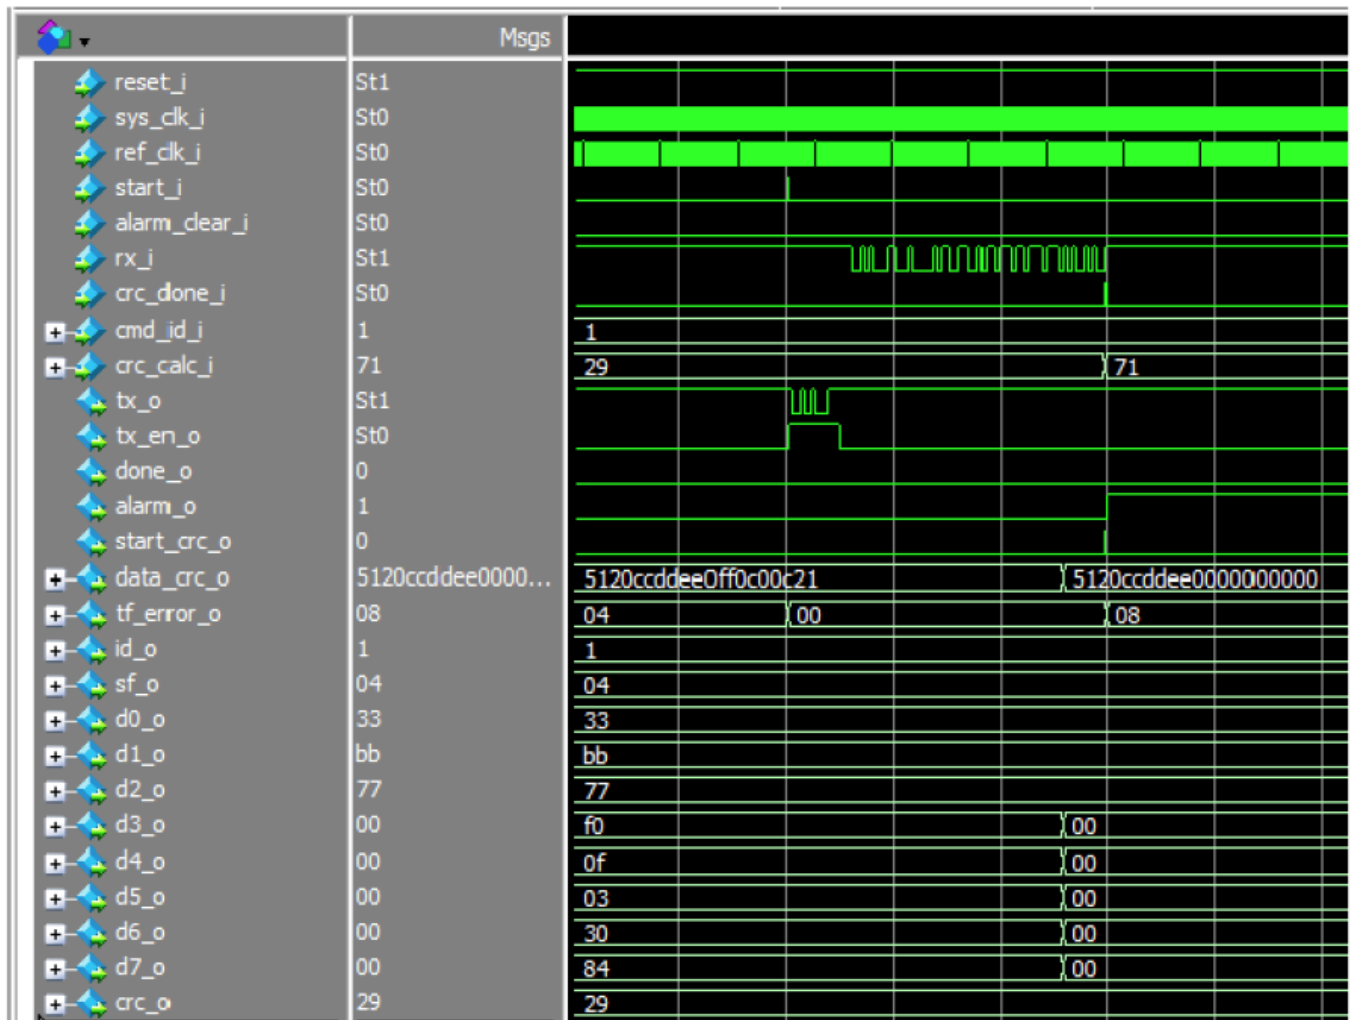 Msgs
reset_i St1
sys_clk_i St0
ref_clk_i St0
start_i St0
alarm_clear_i St0
rx_i St1
crc_done_i St0
cmd_id_i 1 1
crc_calc_i 71 29 71
tx_o St1
tx_en_o St0
done_o 0
alarm_o 1
start_crc_o 0
data_crc_o 5120ccddee0000... 5120ccddee0ff0c00c21 5120ccddee0000000000
tf_error_o 08 04 00 08
id_o 1 1
sf_o 04 04
d0_o 33 33
d1_o bb bb
d2_o 77 77
d3_o 00 f0 00
d4_o 00 0f 00
d5_o 00 03 00
d6_o 00 30 00
d7_o 00 84 00
crc_o 29 29